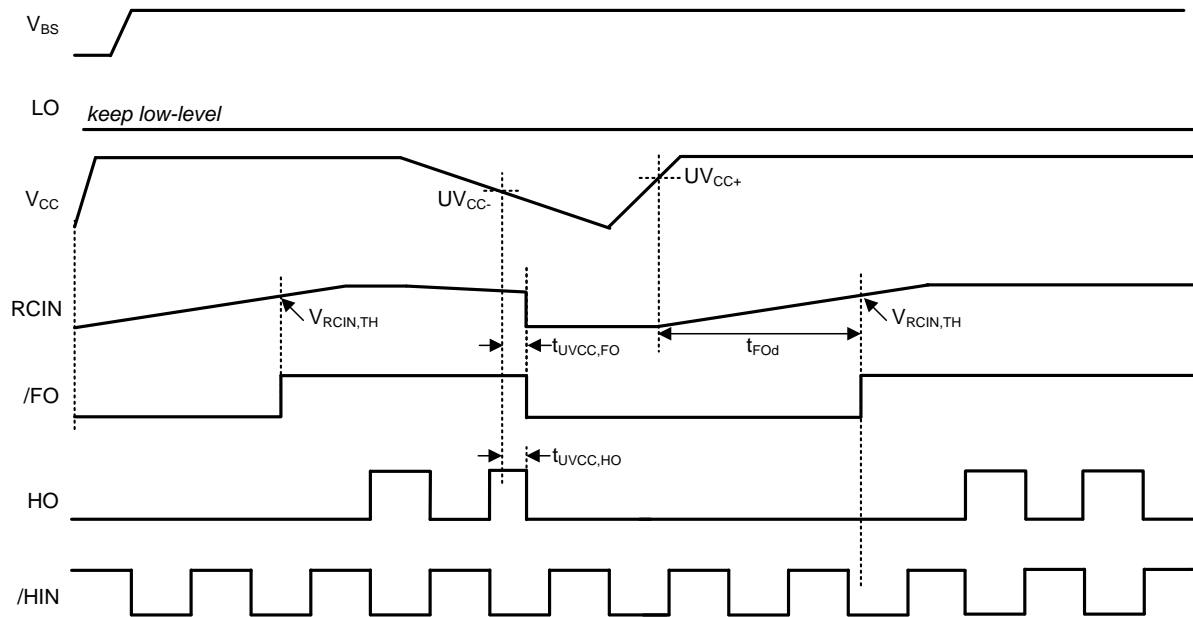 VBS
LO
keep low-level
VCC
UVCC-
UVCC+
RCIN
VRCIN,TH
VRCIN,TH
tUVCC,FO
tFOd
/FO
tUVCC,HO
HO
/HIN